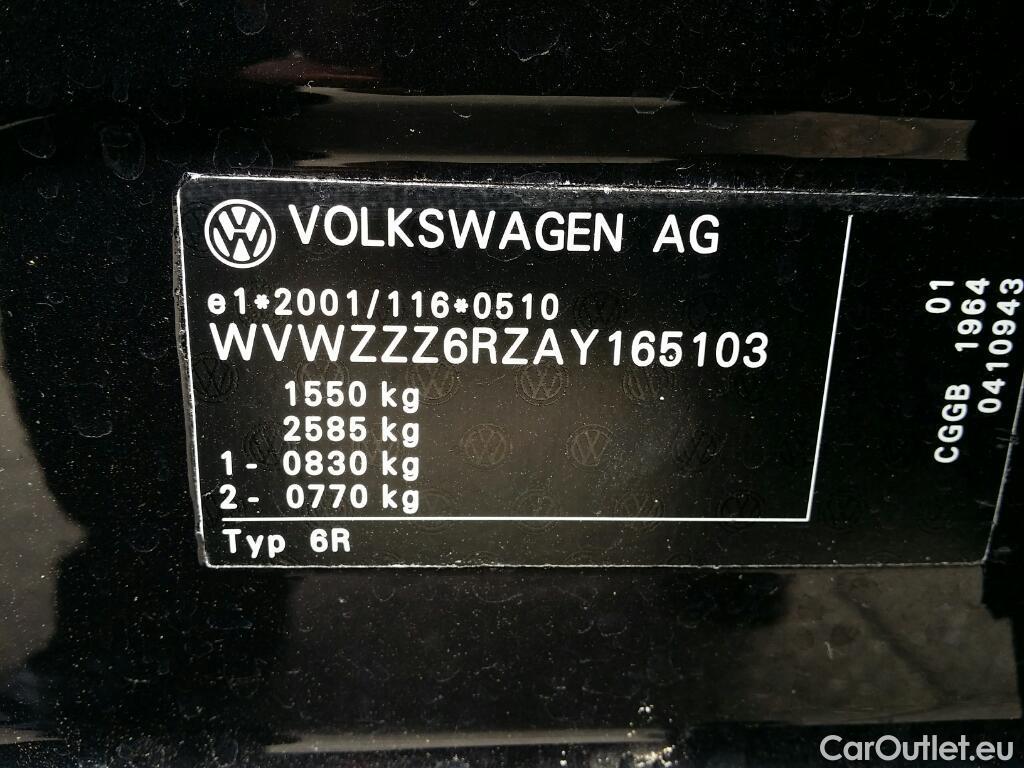 VOLKSWAGEN AG
e1*2001/116*0510
WVWZZZ6RZAY165103
1550 kg
2585 kg
1- 0830 kg
2- 0770 kg
Typ 6R
01
CGGB 1964
0410943
CarOutlet.eu